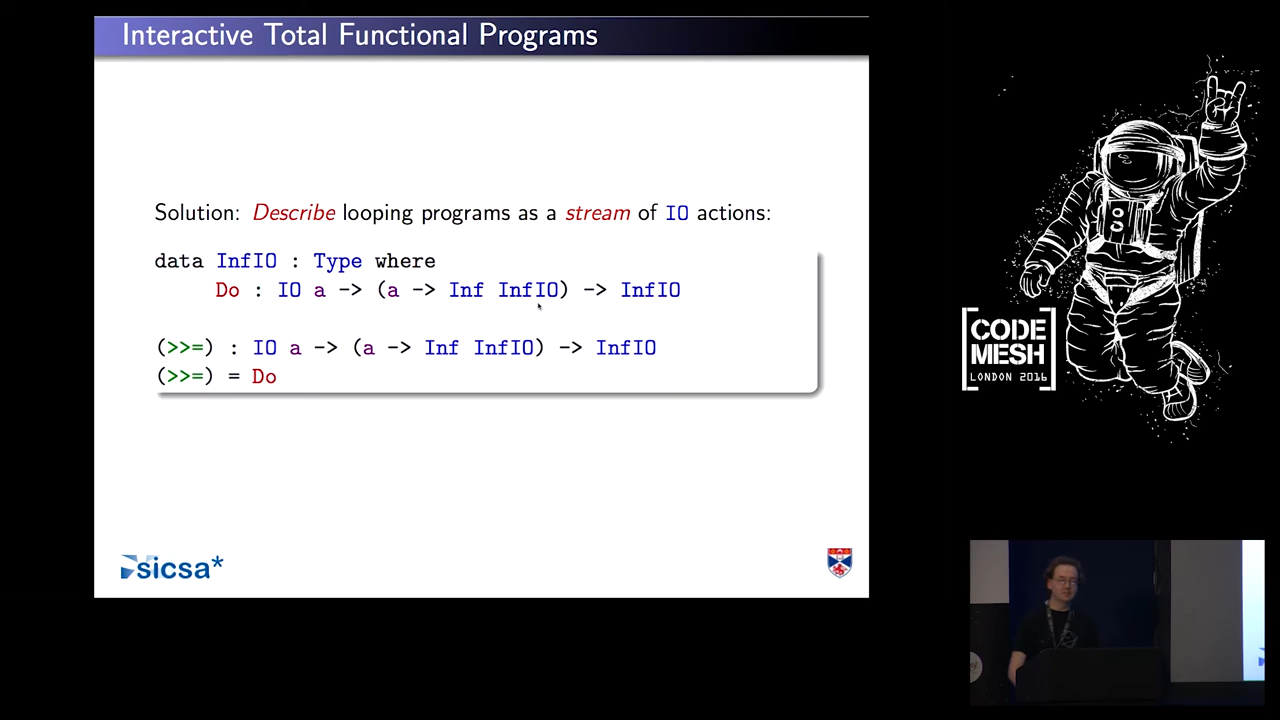 Interactive Total Functional Programs
Solution: Describe looping programs as a stream of IO actions:
data InfIO : Type where
Do : IO a -> (a -> Inf InfIO) -> InfIO
(>>=) : IO a -> (a -> Inf InfIO) -> InfIO
(>>=) = Do
sicsa*
CODE
MESH
LONDON 2016